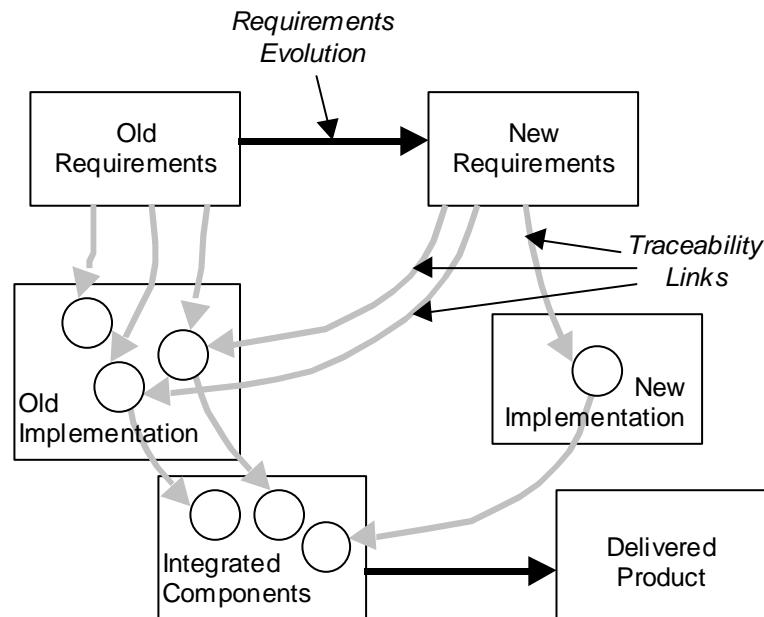 Requirements
Evolution
Old
Requirements
New
Requirements
Traceability
Links
Old
Implementation
New
Implementation
Integrated
Components
Delivered
Product